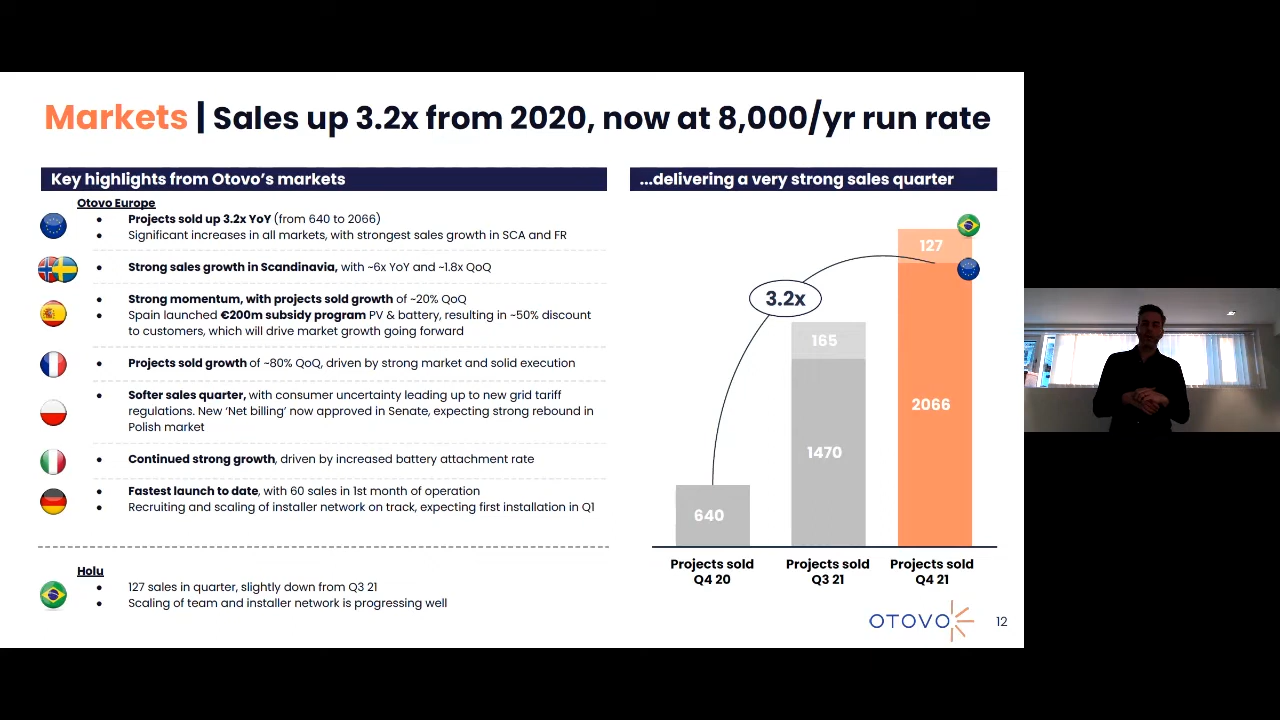 Markets | Sales up 3.2x from 2020, now at 8,000/yr run rate
Key highlights from Otovo's markets
Otovo Europe
● Projects sold up 3.2x YoY (from 640 to 2066)
● Significant increases in all markets, with strongest sales growth in SCA and FR
● Strong sales growth in Scandinavia, with ~6x YoY and ~1.8x QoQ
● Strong momentum, with projects sold growth of ~20% QoQ
● Spain launched €200m subsidy program PV & battery, resulting in ~50% discount
to customers, which will drive market growth going forward
● Projects sold growth of ~80% QoQ, driven by strong market and solid execution
● Softer sales quarter, with consumer uncertainty leading up to new grid tariff
regulations. New 'Net billing' now approved in Senate, expecting strong rebound in
Polish market
● Continued strong growth, driven by increased battery attachment rate
● Fastest launch to date, with 60 sales in 1st month of operation
● Recruiting and scaling of installer network on track, expecting first installation in Q1
Holu
● 127 sales in quarter, slightly down from Q3 21
● Scaling of team and installer network is progressing well
...delivering a very strong sales quarter
127
3.2x
165
2066
1470
640
Projects sold
Q4 20
Projects sold
Q3 21
Projects sold
Q4 21
OTOVO
12